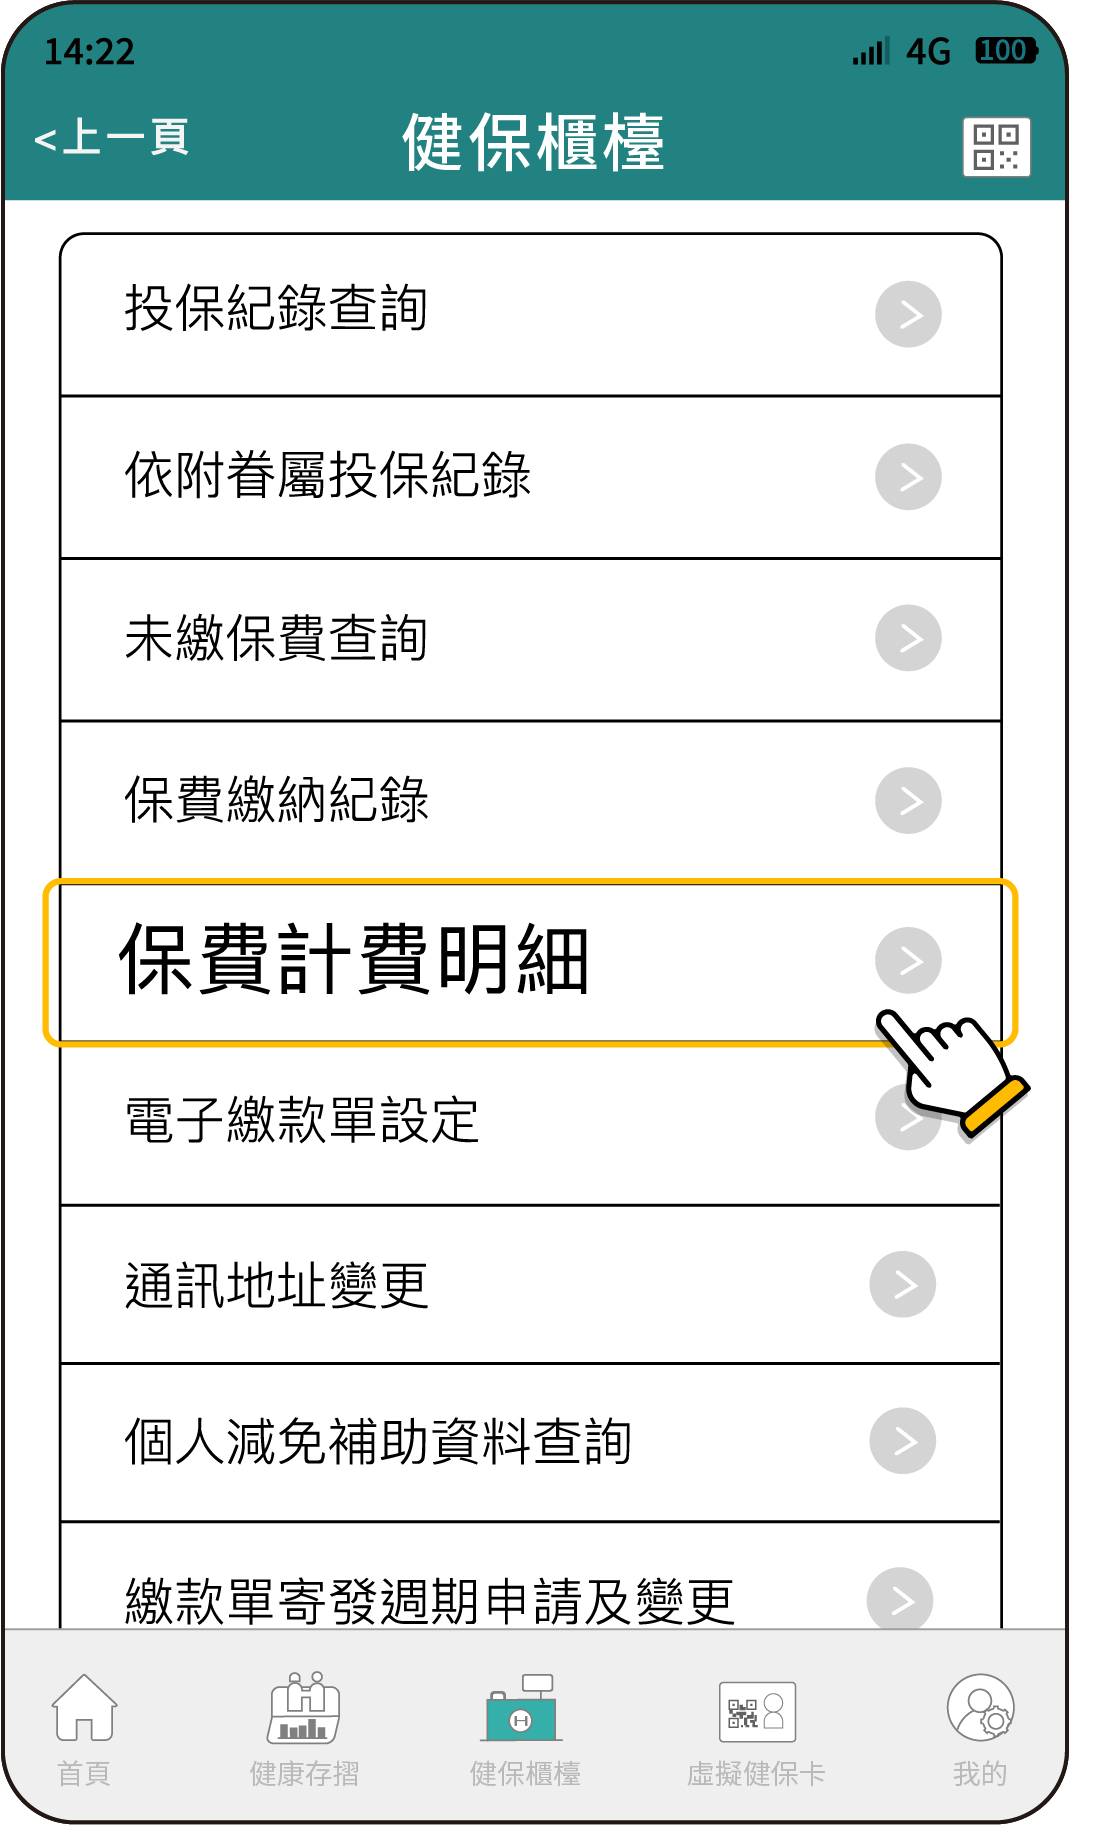 14:22 4G 100
<上一頁 健保櫃檯
投保紀錄查詢
依附眷屬投保紀錄
未繳保費查詢
保費繳納紀錄
保費計費明細
電子繳款單設定
通訊地址變更
個人減免補助資料查詢
繳款單寄發週期申請及變更
首頁 健康存摺 健保櫃檯 虛擬健保卡 我的